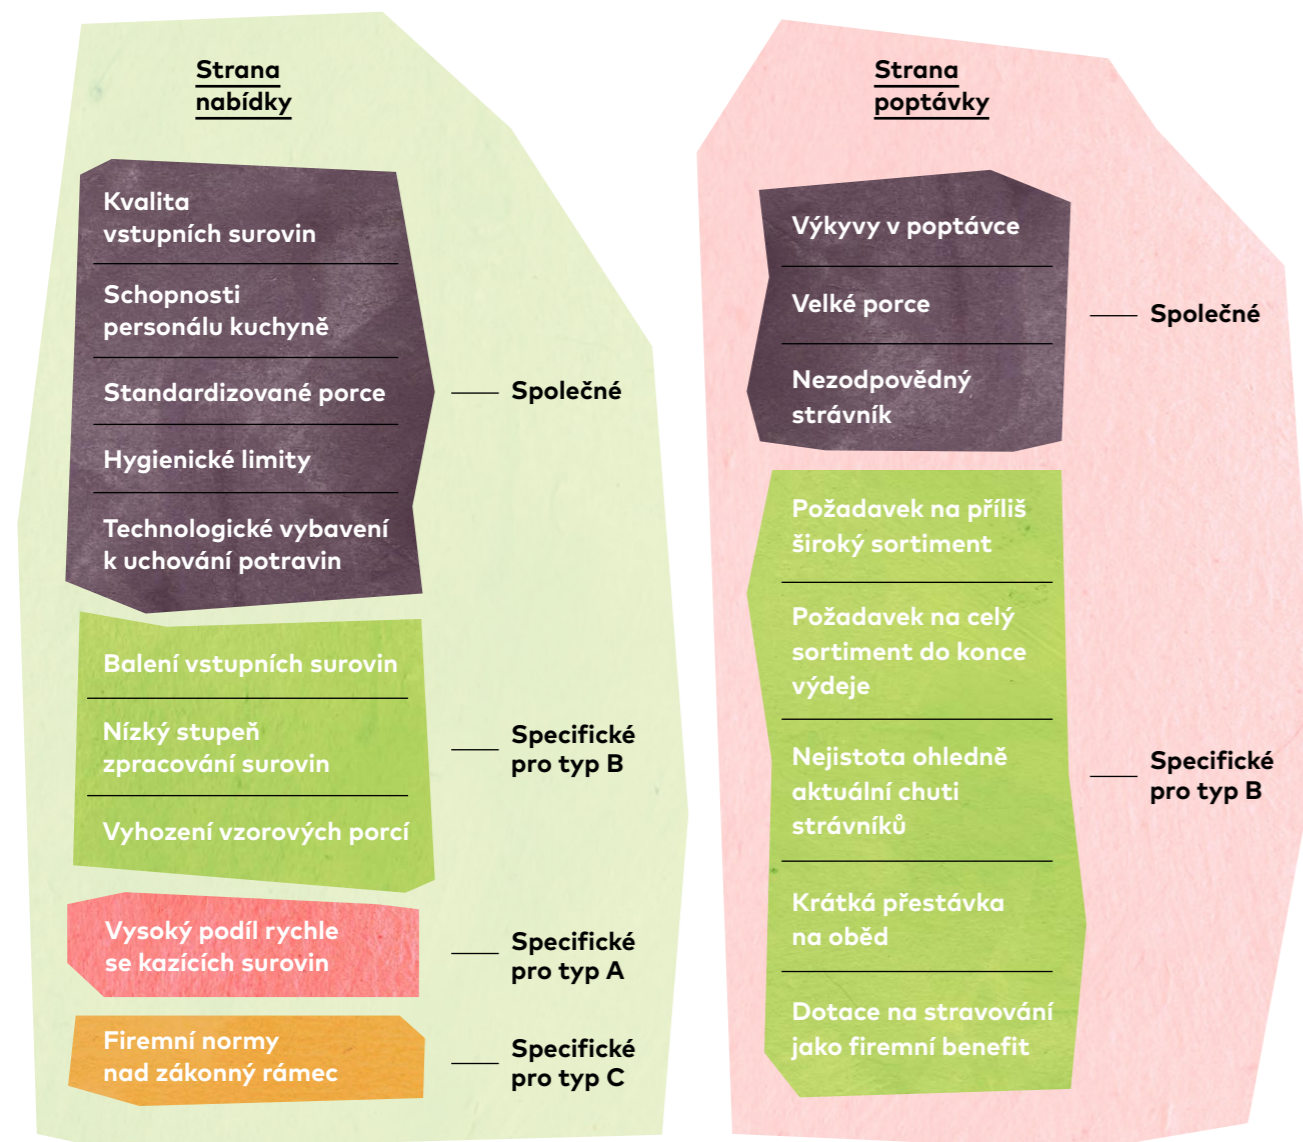 Strana
nabídky
Kvalita
vstupních surovin
Schopnosti
personálu kuchyně
Standardizované porce
Hygienické limity
Technologické vybavení
k uchování potravin
Společné
Balení vstupních surovin
Nízký stupeň
zpracování surovin
Vyhození vzorových porcí
Specifické
pro typ B
Vysoký podíl rychle
se kazících surovin
Specifické
pro typ A
Firemní normy
nad zákonný rámec
Specifické
pro typ C
Strana
poptávky
Výkyvy v poptávce
Velké porce
Nezodpovědný
strávník
Společné
Požadavek na příliš
široký sortiment
Požadavek na celý
sortiment do konce
výdeje
Nejistota ohledně
aktuální chuti
strávníků
Krátká přestávka
na oběd
Dotace na stravování
jako firemní benefit
Specifické
pro typ B